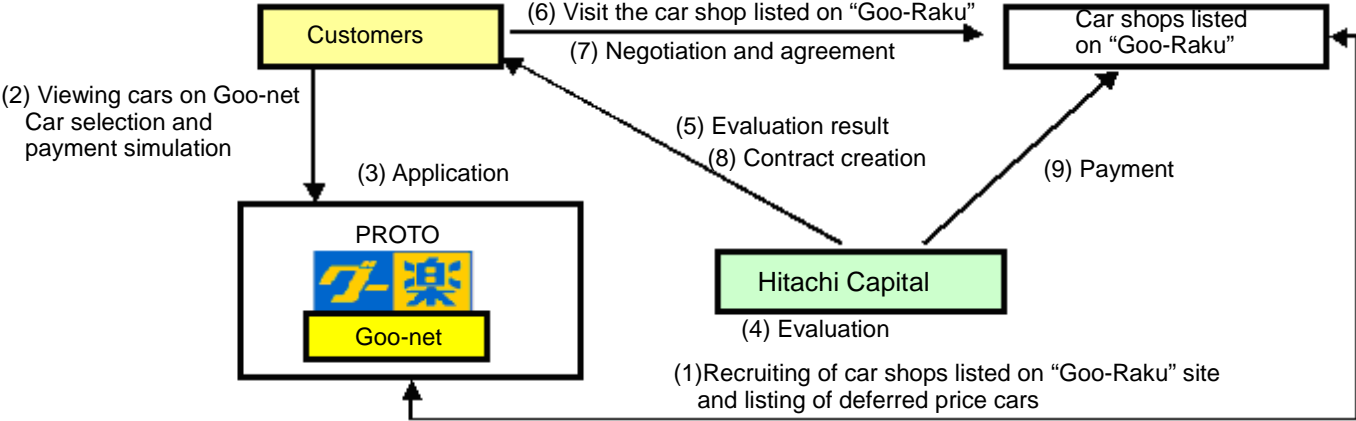 (6) Visit the car shop listed on “Goo-Raku”
Customers
(7) Negotiation and agreement
Car shops listed
on “Goo-Raku”
(2) Viewing cars on Goo-net
Car selection and
payment simulation
(3) Application
(5) Evaluation result
(8) Contract creation
(9) Payment
PROTO
グー楽
Goo-net
Hitachi Capital
(4) Evaluation
(1)Recruiting of car shops listed on “Goo-Raku” site
and listing of deferred price cars